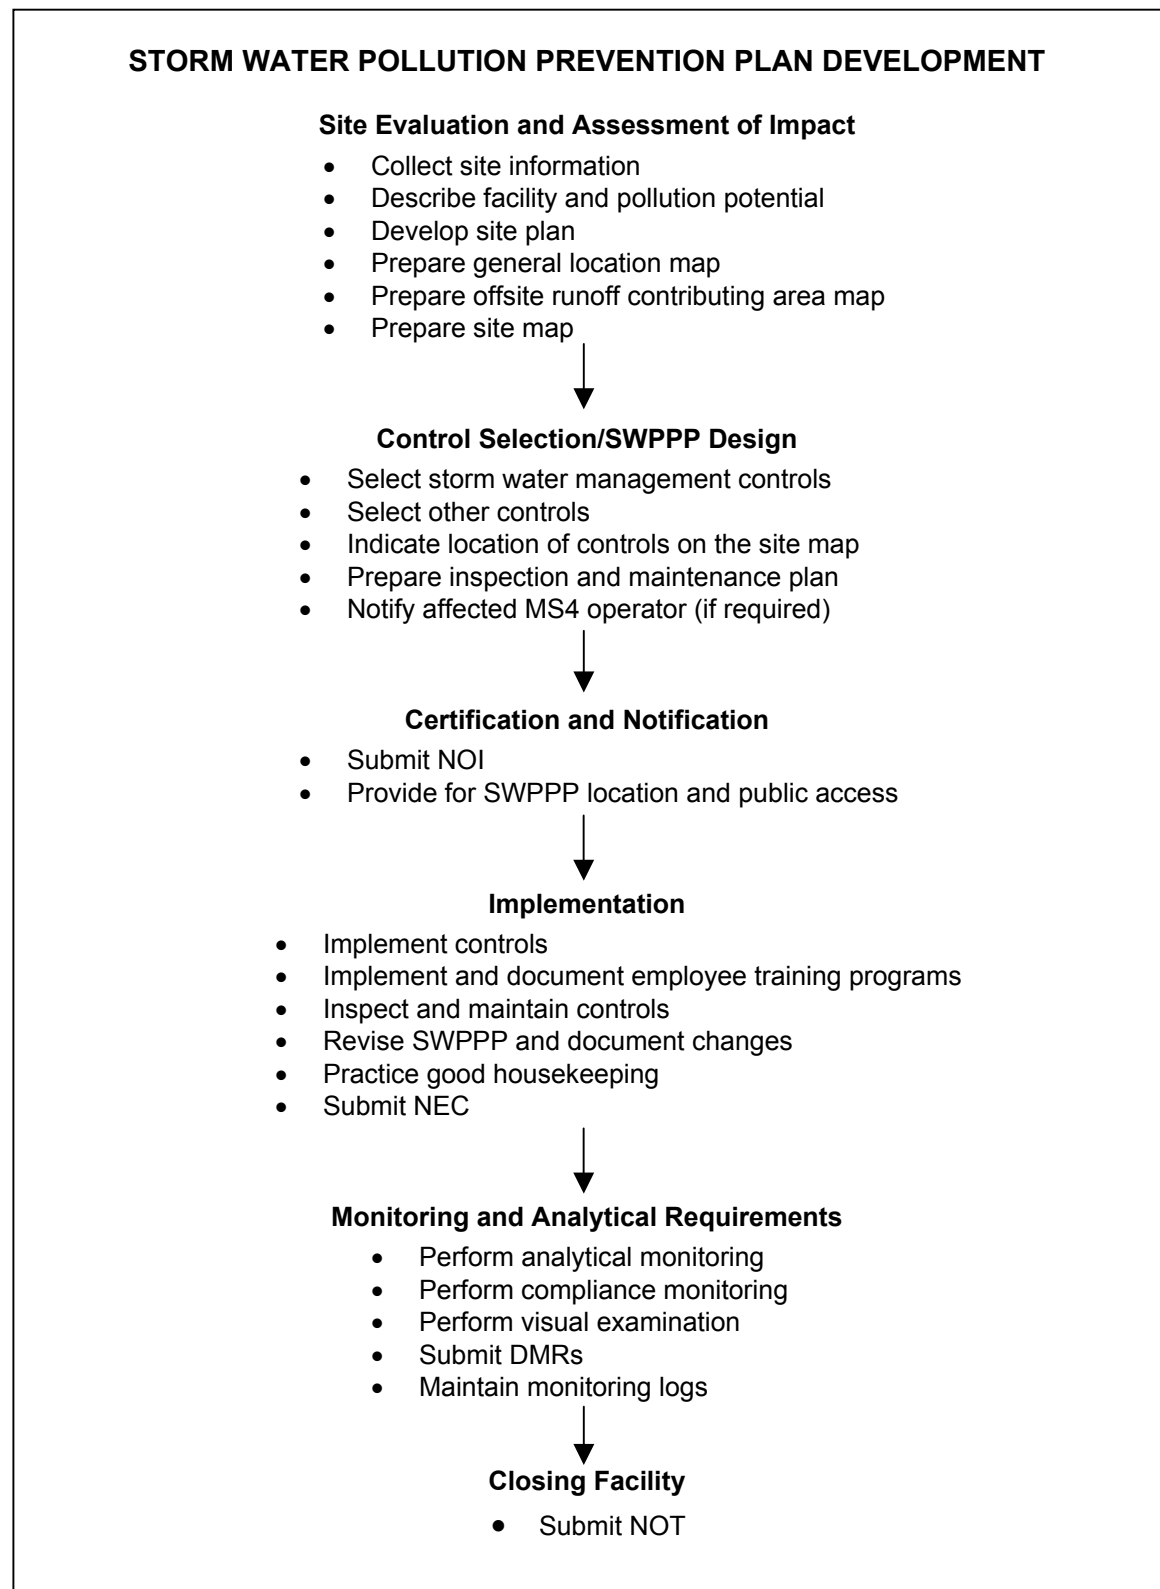 STORM WATER POLLUTION PREVENTION PLAN DEVELOPMENT
Site Evaluation and Assessment of Impact
• Collect site information
• Describe facility and pollution potential
• Develop site plan
• Prepare general location map
• Prepare offsite runoff contributing area map
• Prepare site map
Control Selection/SWPPP Design
• Select storm water management controls
• Select other controls
• Indicate location of controls on the site map
• Prepare inspection and maintenance plan
• Notify affected MS4 operator (if required)
Certification and Notification
• Submit NOI
• Provide for SWPPP location and public access
Implementation
• Implement controls
• Implement and document employee training programs
• Inspect and maintain controls
• Revise SWPPP and document changes
• Practice good housekeeping
• Submit NEC
Monitoring and Analytical Requirements
• Perform analytical monitoring
• Perform compliance monitoring
• Perform visual examination
• Submit DMRs
• Maintain monitoring logs
Closing Facility
• Submit NOT